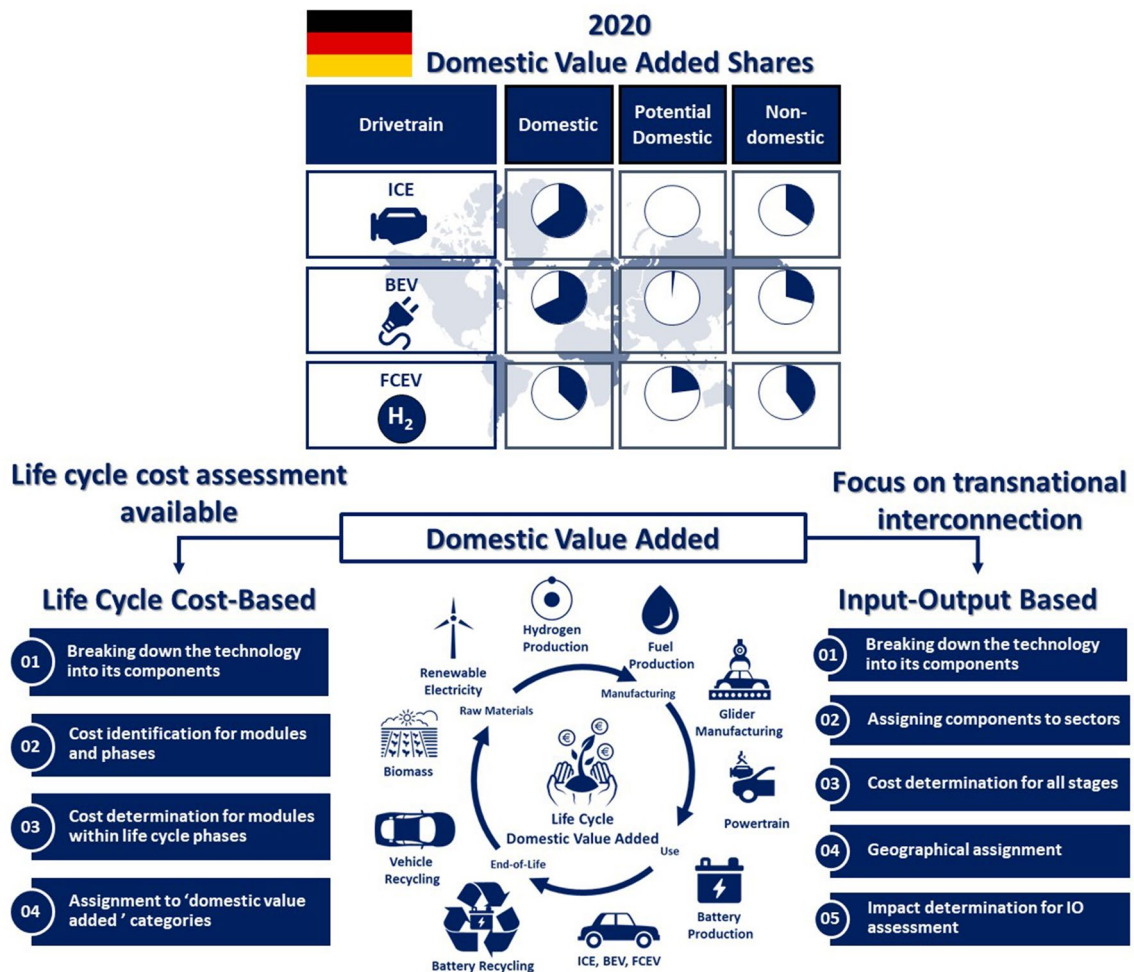 2020
Domestic Value Added Shares
Drivetrain
Domestic
Potential
Domestic
Non-
domestic
ICE
BEV
FCEV
H₂
Life cycle cost assessment
available
Focus on transnational
interconnection
Domestic Value Added
Life Cycle Cost-Based
01
Breaking down the technology
into its components
02
Cost identification for modules
and phases
03
Cost determination for modules
within life cycle phases
04
Assignment to ‘domestic value
added ’ categories
Hydrogen
Production
Fuel
Production
Renewable
Electricity
Manufacturing
Raw Materials
Glider
Manufacturing
Biomass
€
€
€
Life Cycle
Domestic Value Added
Powertrain
Vehicle
Recycling
End-of-Life
Use
Battery
Production
Battery Recycling
ICE, BEV, FCEV
Input-Output Based
01
Breaking down the technology
into its components
02
Assigning components to sectors
03
Cost determination for all stages
04
Geographical assignment
05
Impact determination for IO
assessment